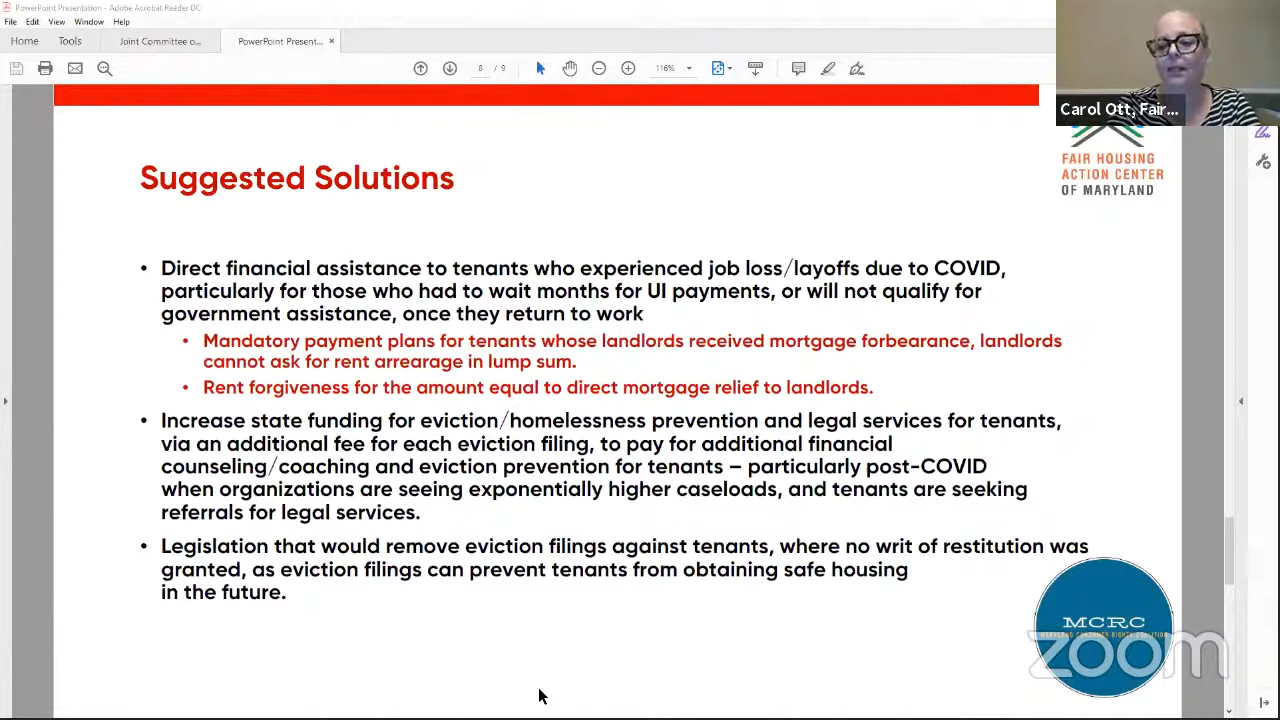 PowerPoint Presentation - Adobe Acrobat Reader DC
File Edit View Window Help
Home Tools Joint Committee o... PowerPoint Present... ×
8 / 9 116%
Carol Ott, Fair...
FAIR HOUSING
ACTION CENTER
OF MARYLAND
Suggested Solutions
• Direct financial assistance to tenants who experienced job loss/layoffs due to COVID,
particularly for those who had to wait months for UI payments, or will not qualify for
government assistance, once they return to work
• Mandatory payment plans for tenants whose landlords received mortgage forbearance, landlords
cannot ask for rent arrearage in lump sum.
• Rent forgiveness for the amount equal to direct mortgage relief to landlords.
• Increase state funding for eviction/homelessness prevention and legal services for tenants,
via an additional fee for each eviction filing, to pay for additional financial
counseling/coaching and eviction prevention for tenants – particularly post-COVID
when organizations are seeing exponentially higher caseloads, and tenants are seeking
referrals for legal services.
• Legislation that would remove eviction filings against tenants, where no writ of restitution was
granted, as eviction filings can prevent tenants from obtaining safe housing
in the future.
MCRC
MARYLAND CONSUMER RIGHTS COALITION
zoom